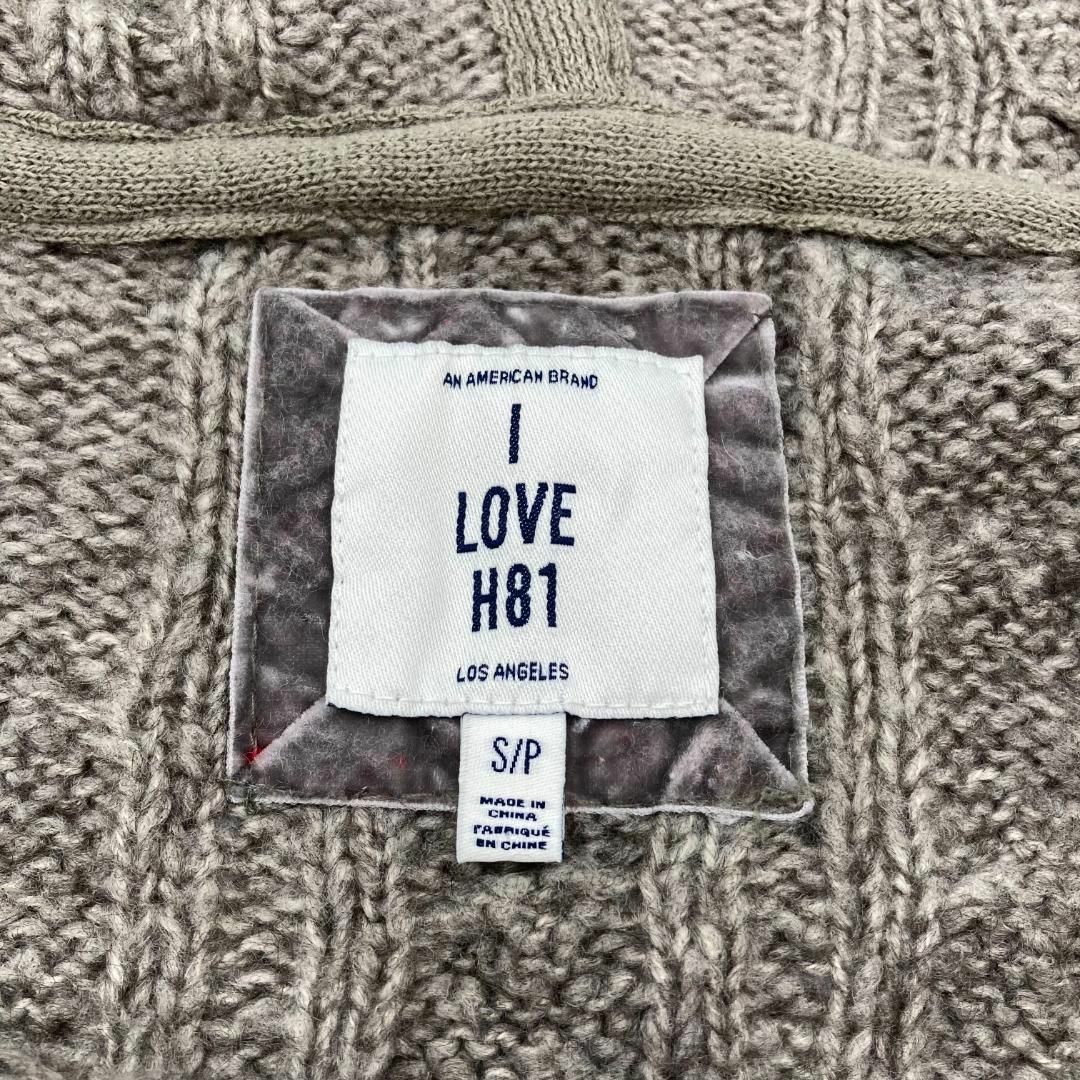 AN AMERICAN BRAND
I
LOVE
H81
LOS ANGELES
S/P
MADE IN
CHINA
FABRIQUÉ
EN CHINE